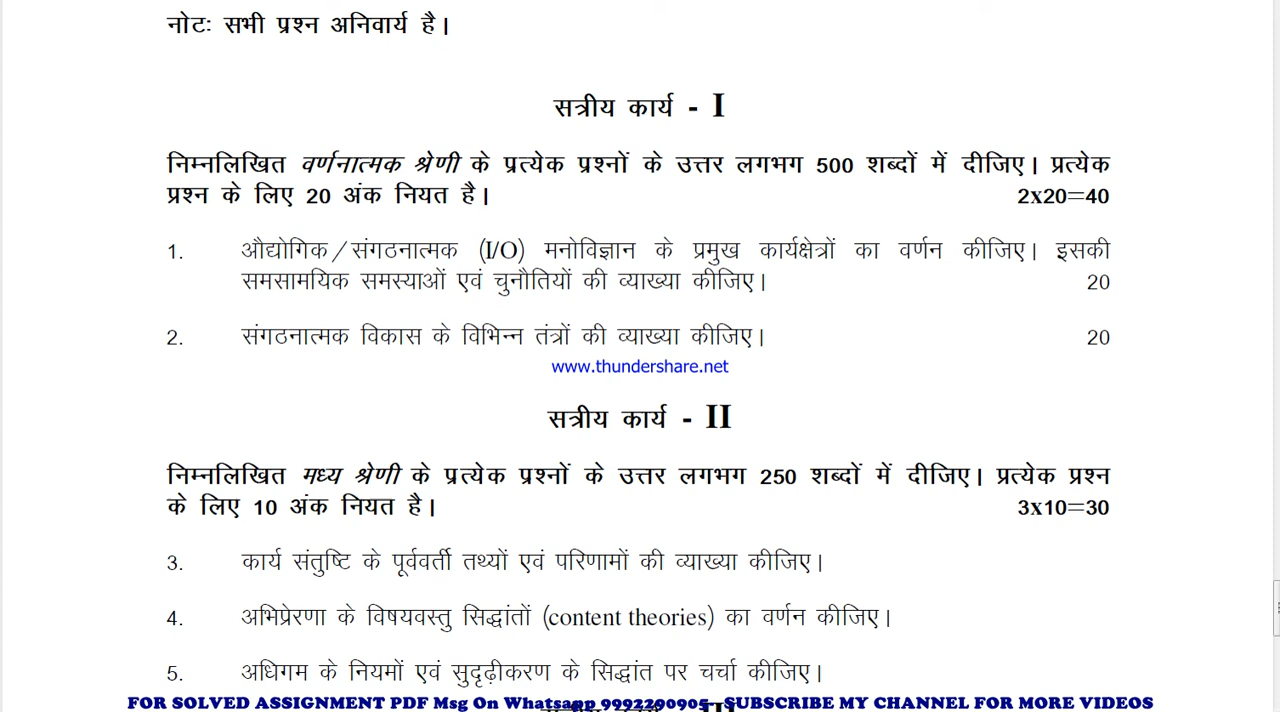 नोटः सभी प्रश्न अनिवार्य है।
सत्रीय कार्य - I
निम्नलिखित वर्णनात्मक श्रेणी के प्रत्येक प्रश्नों के उत्तर लगभग 500 शब्दों में दीजिए। प्रत्येक
प्रश्न के लिए 20 अंक नियत है। 2x20=40
1. औद्योगिक/संगठनात्मक (I/O) मनोविज्ञान के प्रमुख कार्यक्षेत्रों का वर्णन कीजिए। इसकी
समसामयिक समस्याओं एवं चुनौतियों की व्याख्या कीजिए। 20
2. संगठनात्मक विकास के विभिन्न तंत्रों की व्याख्या कीजिए। 20
www.thundershare.net
सत्रीय कार्य - II
निम्नलिखित मध्य श्रेणी के प्रत्येक प्रश्नों के उत्तर लगभग 250 शब्दों में दीजिए। प्रत्येक प्रश्न
के लिए 10 अंक नियत है। 3x10=30
3. कार्य संतुष्टि के पूर्ववर्ती तथ्यों एवं परिणामों की व्याख्या कीजिए।
4. अभिप्रेरणा के विषयवस्तु सिद्धांतों (content theories) का वर्णन कीजिए।
5. अधिगम के नियमों एवं सुदृढ़ीकरण के सिद्धांत पर चर्चा कीजिए।
FOR SOLVED ASSIGNMENT PDF Msg On Whatsapp 9992290905- SUBSCRIBE MY CHANNEL FOR MORE VIDEOS